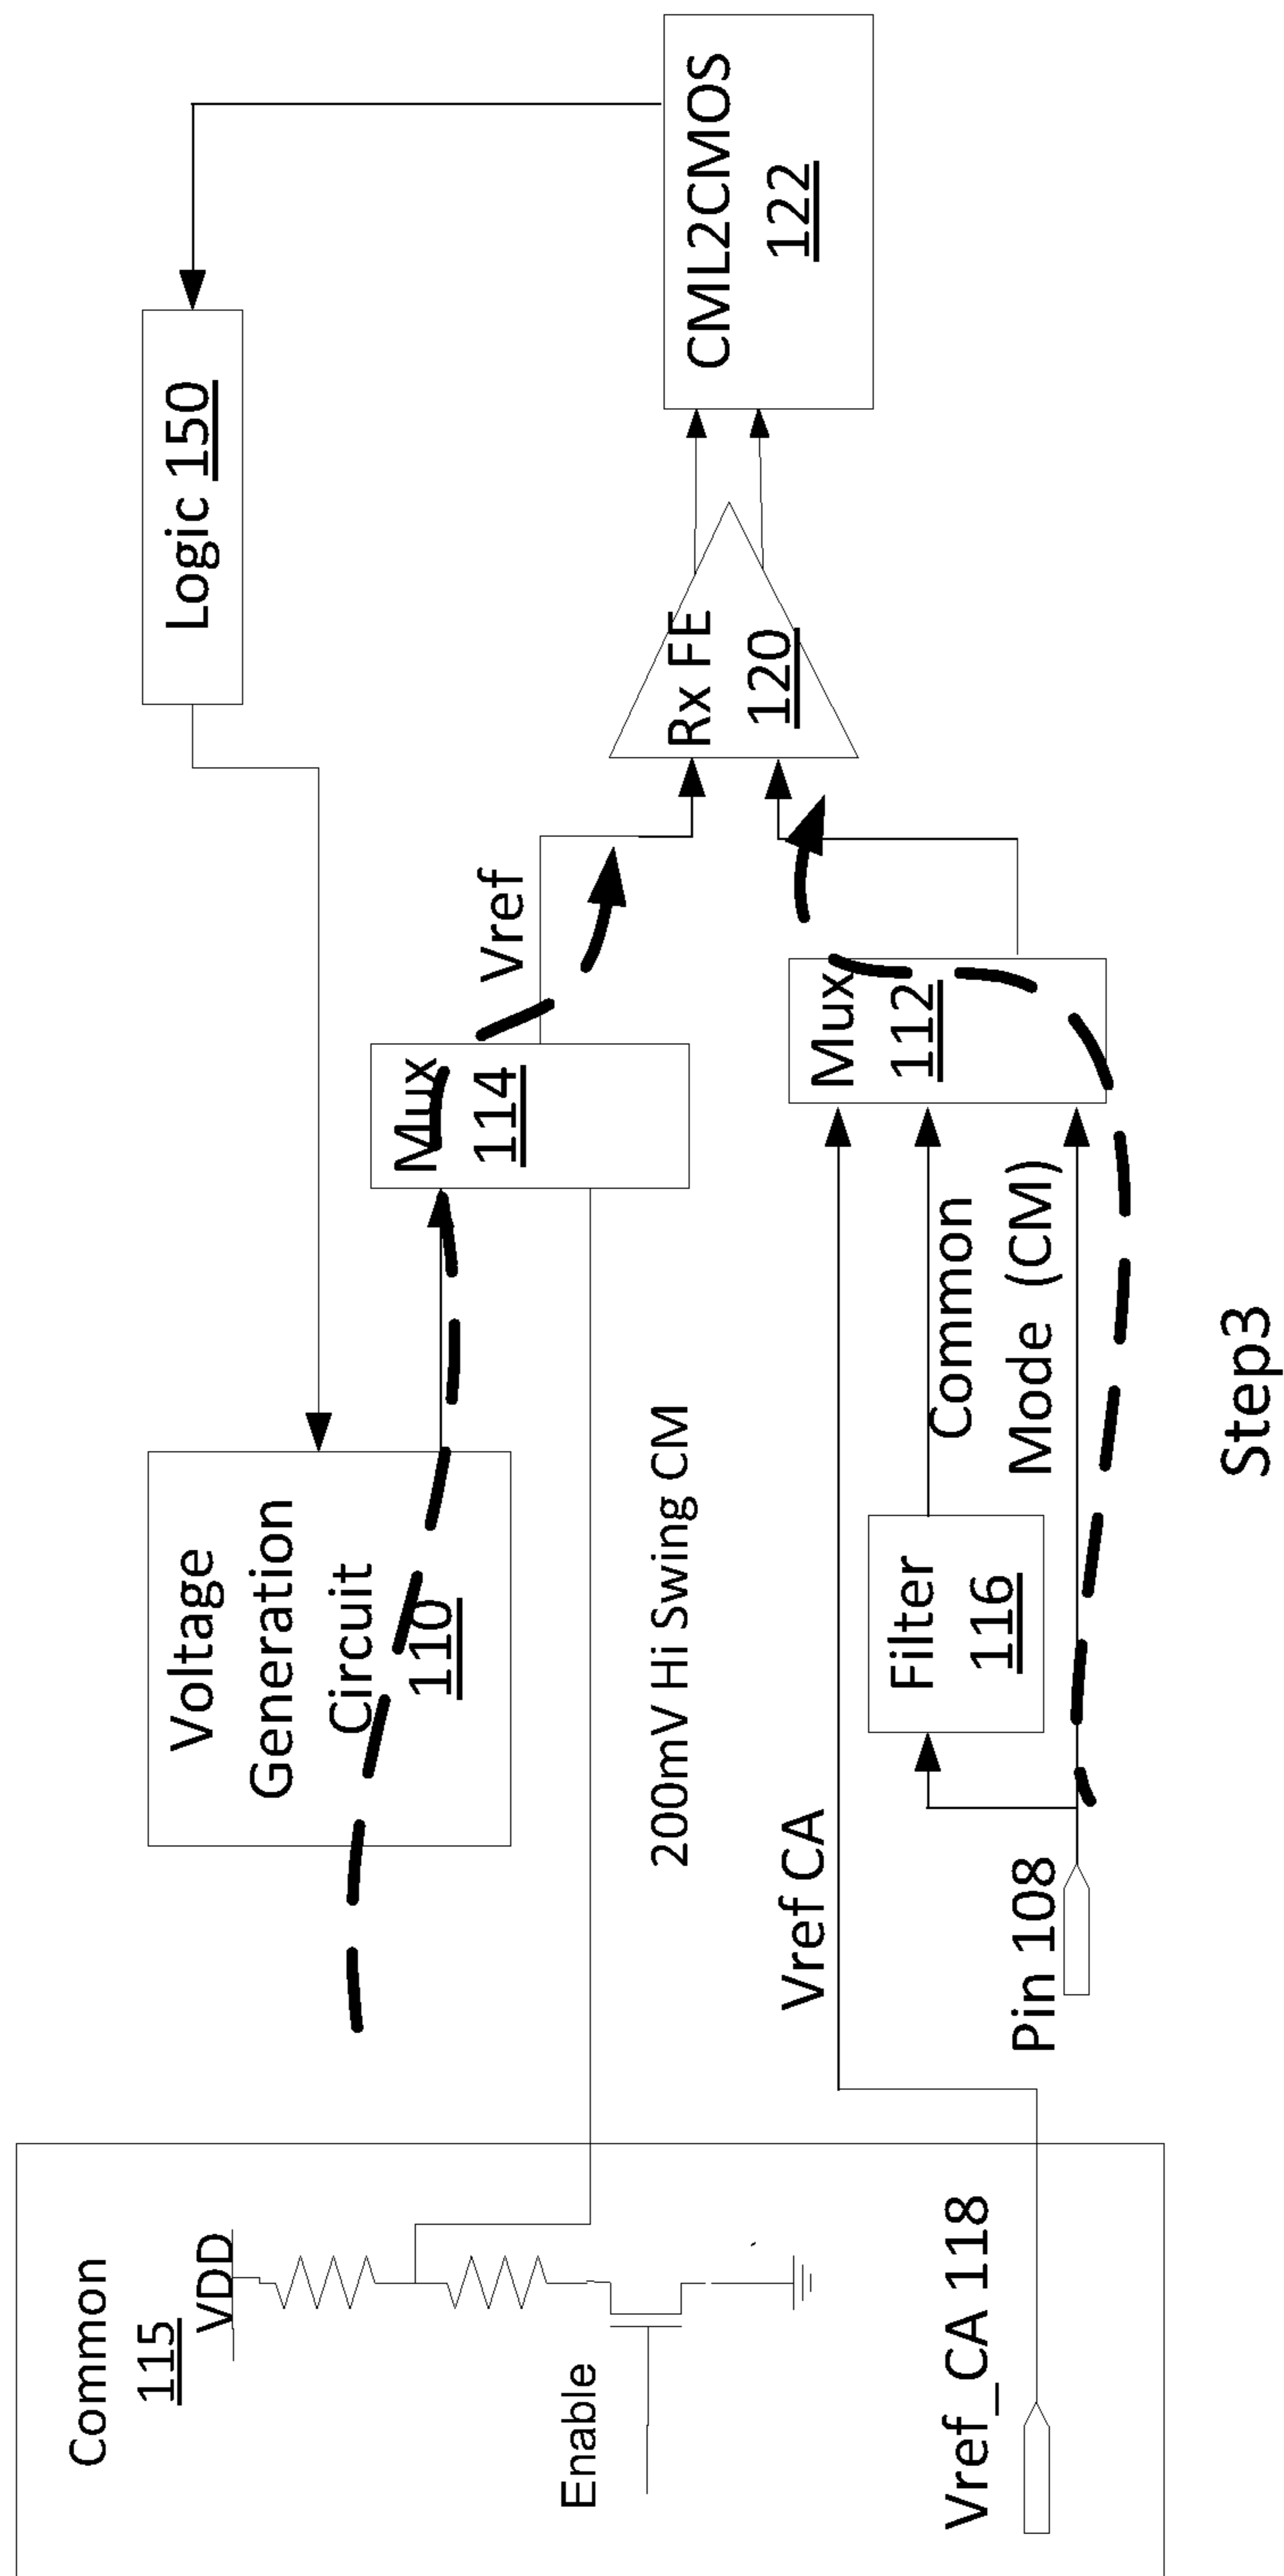 Common
115
VDD
Enable
Vref_CA 118
Voltage
Generation
Circuit
110
Logic 150
200mV Hi Swing CM
Mux
114
Vref
Vref CA
Pin 108
Filter
116
Common
Mode (CM)
Mux
112
Rx FE
120
CML2CMOS
122
Step3